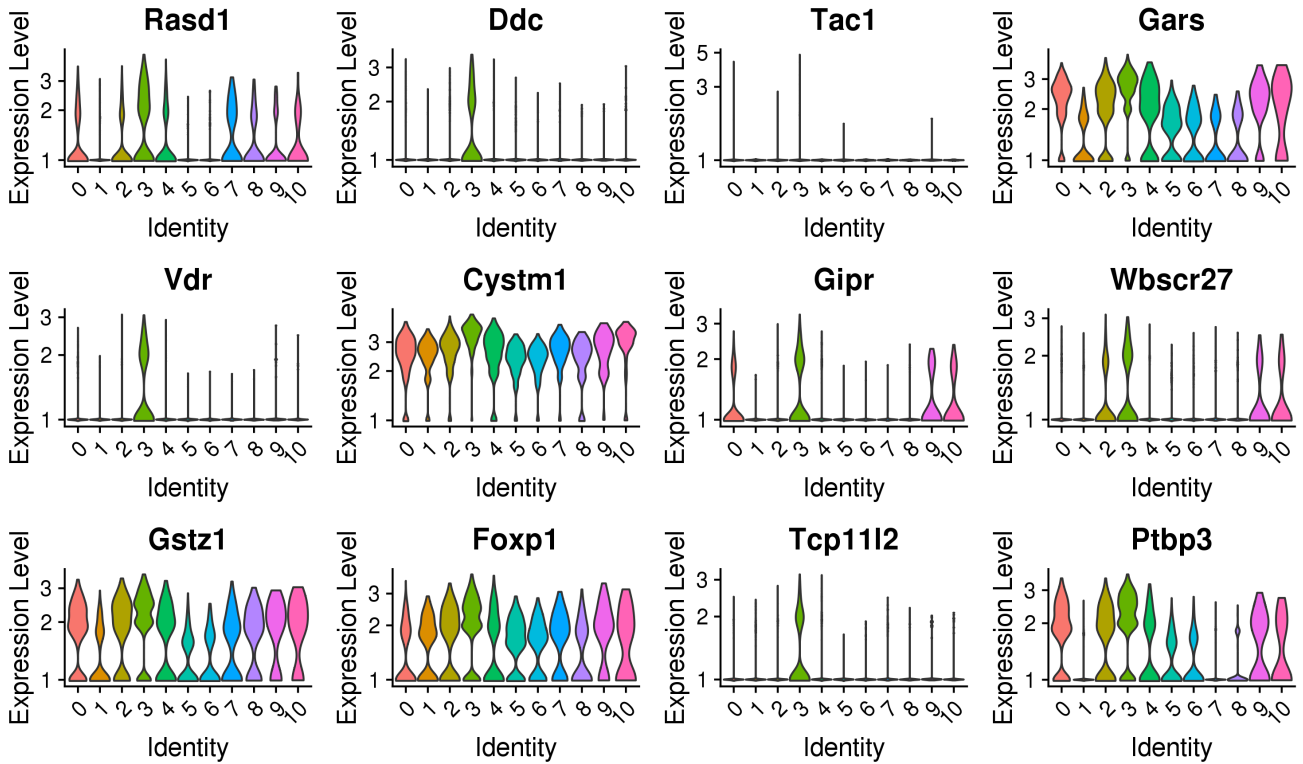 Rasd1
Expression Level
3
2
1
0 1 2 3 4 5 6 7 8 9 10
Identity
Ddc
Expression Level
3
2
1
0 1 2 3 4 5 6 7 8 9 10
Identity
Tac1
Expression Level
5
3
1
0 1 2 3 4 5 6 7 8 9 10
Identity
Gars
Expression Level
3
2
1
0 1 2 3 4 5 6 7 8 9 10
Identity
Vdr
Expression Level
3
2
1
0 1 2 3 4 5 6 7 8 9 10
Identity
Cystm1
Expression Level
3
2
1
0 1 2 3 4 5 6 7 8 9 10
Identity
Gipr
Expression Level
3
2
1
0 1 2 3 4 5 6 7 8 9 10
Identity
Wbscr27
Expression Level
3
2
1
0 1 2 3 4 5 6 7 8 9 10
Identity
Gstz1
Expression Level
3
2
1
0 1 2 3 4 5 6 7 8 9 10
Identity
Foxp1
Expression Level
3
2
1
0 1 2 3 4 5 6 7 8 9 10
Identity
Tcp11l2
Expression Level
3
2
1
0 1 2 3 4 5 6 7 8 9 10
Identity
Ptbp3
Expression Level
3
2
1
0 1 2 3 4 5 6 7 8 9 10
Identity